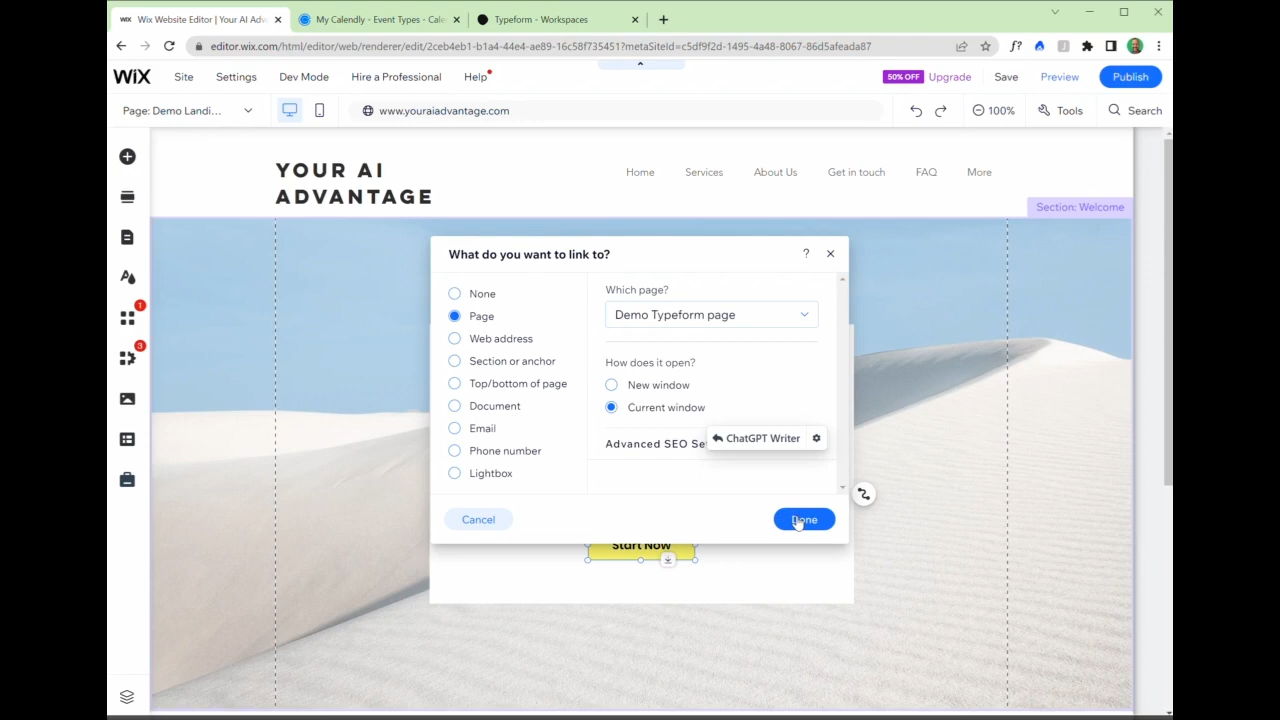 Wix Website Editor | Your AI Adv
My Calendly - Event Types - Cale
Typeform - Workspaces
editor.wix.com/html/editor/web/renderer/edit/2ceb4eb1-b1a4-44e4-ae89-16c58f735451?metaSiteId=c5df9f2d-1495-4a48-8067-86d5afeada87
WiX Site Settings Dev Mode Hire a Professional Help 50% OFF Upgrade Save Preview Publish
Page: Demo Landi... www.youraiadvantage.com 100% Tools Search
YOUR AI
ADVANTAGE
Home Services About Us Get in touch FAQ More
Section: Welcome
1
3
What do you want to link to? ?
None
Page
Web address
Section or anchor
Top/bottom of page
Document
Email
Phone number
Lightbox
Which page?
Demo Typeform page
How does it open?
New window
Current window
Advanced SEO Se
ChatGPT Writer
Cancel
Done
Start Now